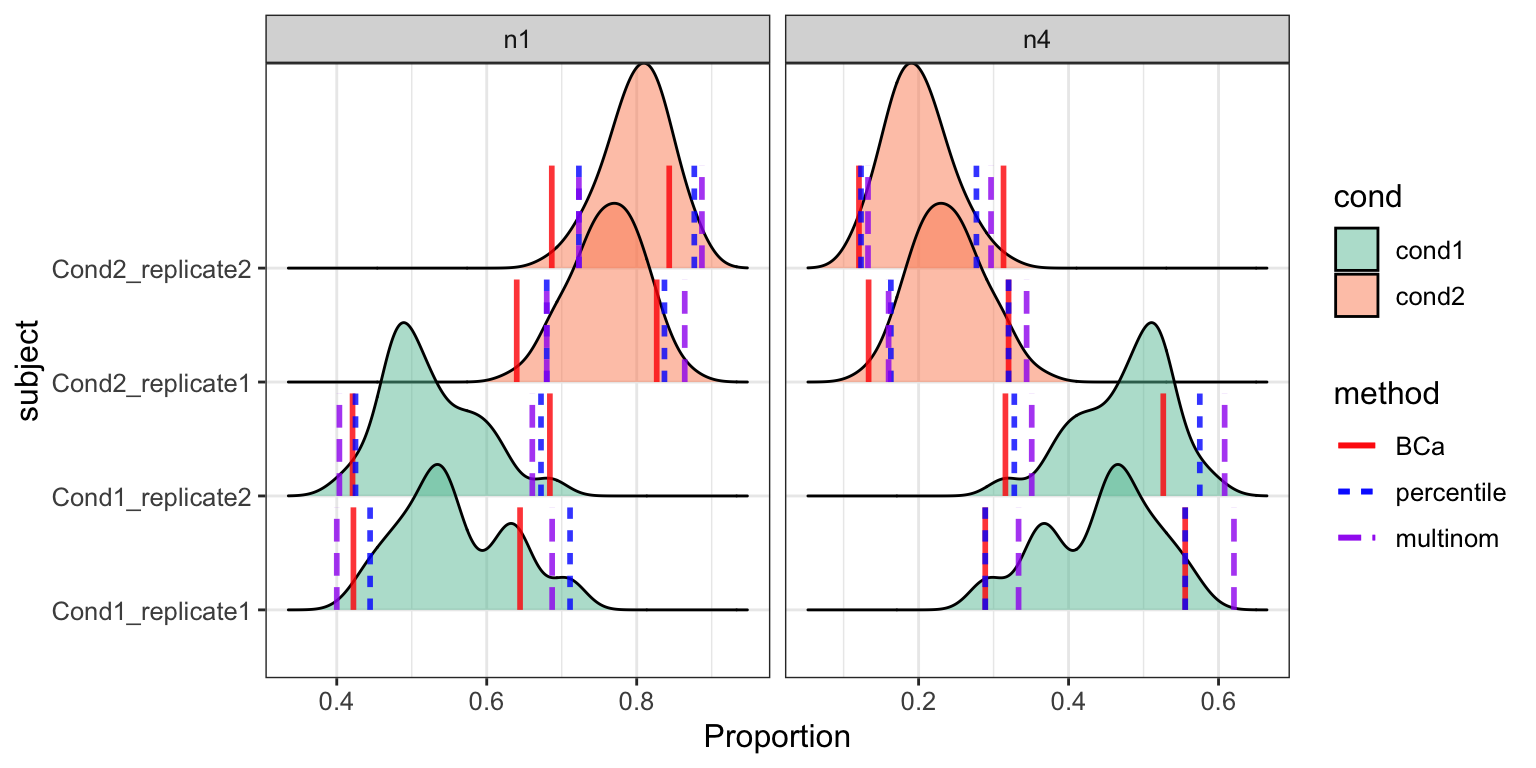 n1
n4
subject
Cond2_replicate2
Cond2_replicate1
Cond1_replicate2
Cond1_replicate1
0.4
0.6
0.8
0.2
0.4
0.6
Proportion
cond
cond1
cond2
method
BCa
percentile
multinom